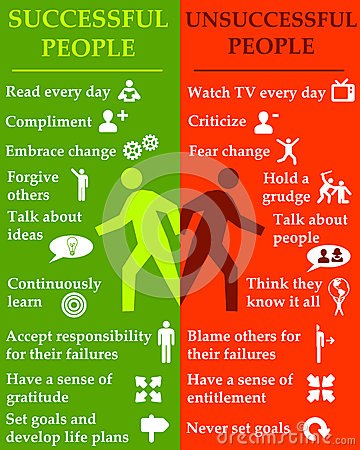 SUCCESSFUL
PEOPLE
Read every day
Compliment
Embrace change
Forgive
others
Talk about
ideas
Continuously
learn
Accept responsibility
for their failures
Have a sense of
gratitude
Set goals and
develop life plans
UNSUCCESSFUL
PEOPLE
Watch TV every day
Criticize
Fear change
Hold a
grudge
Talk about
people
Think they
know it all
Blame others for
their failures
Have a sense of
entitlement
Never set goals
dreamstime